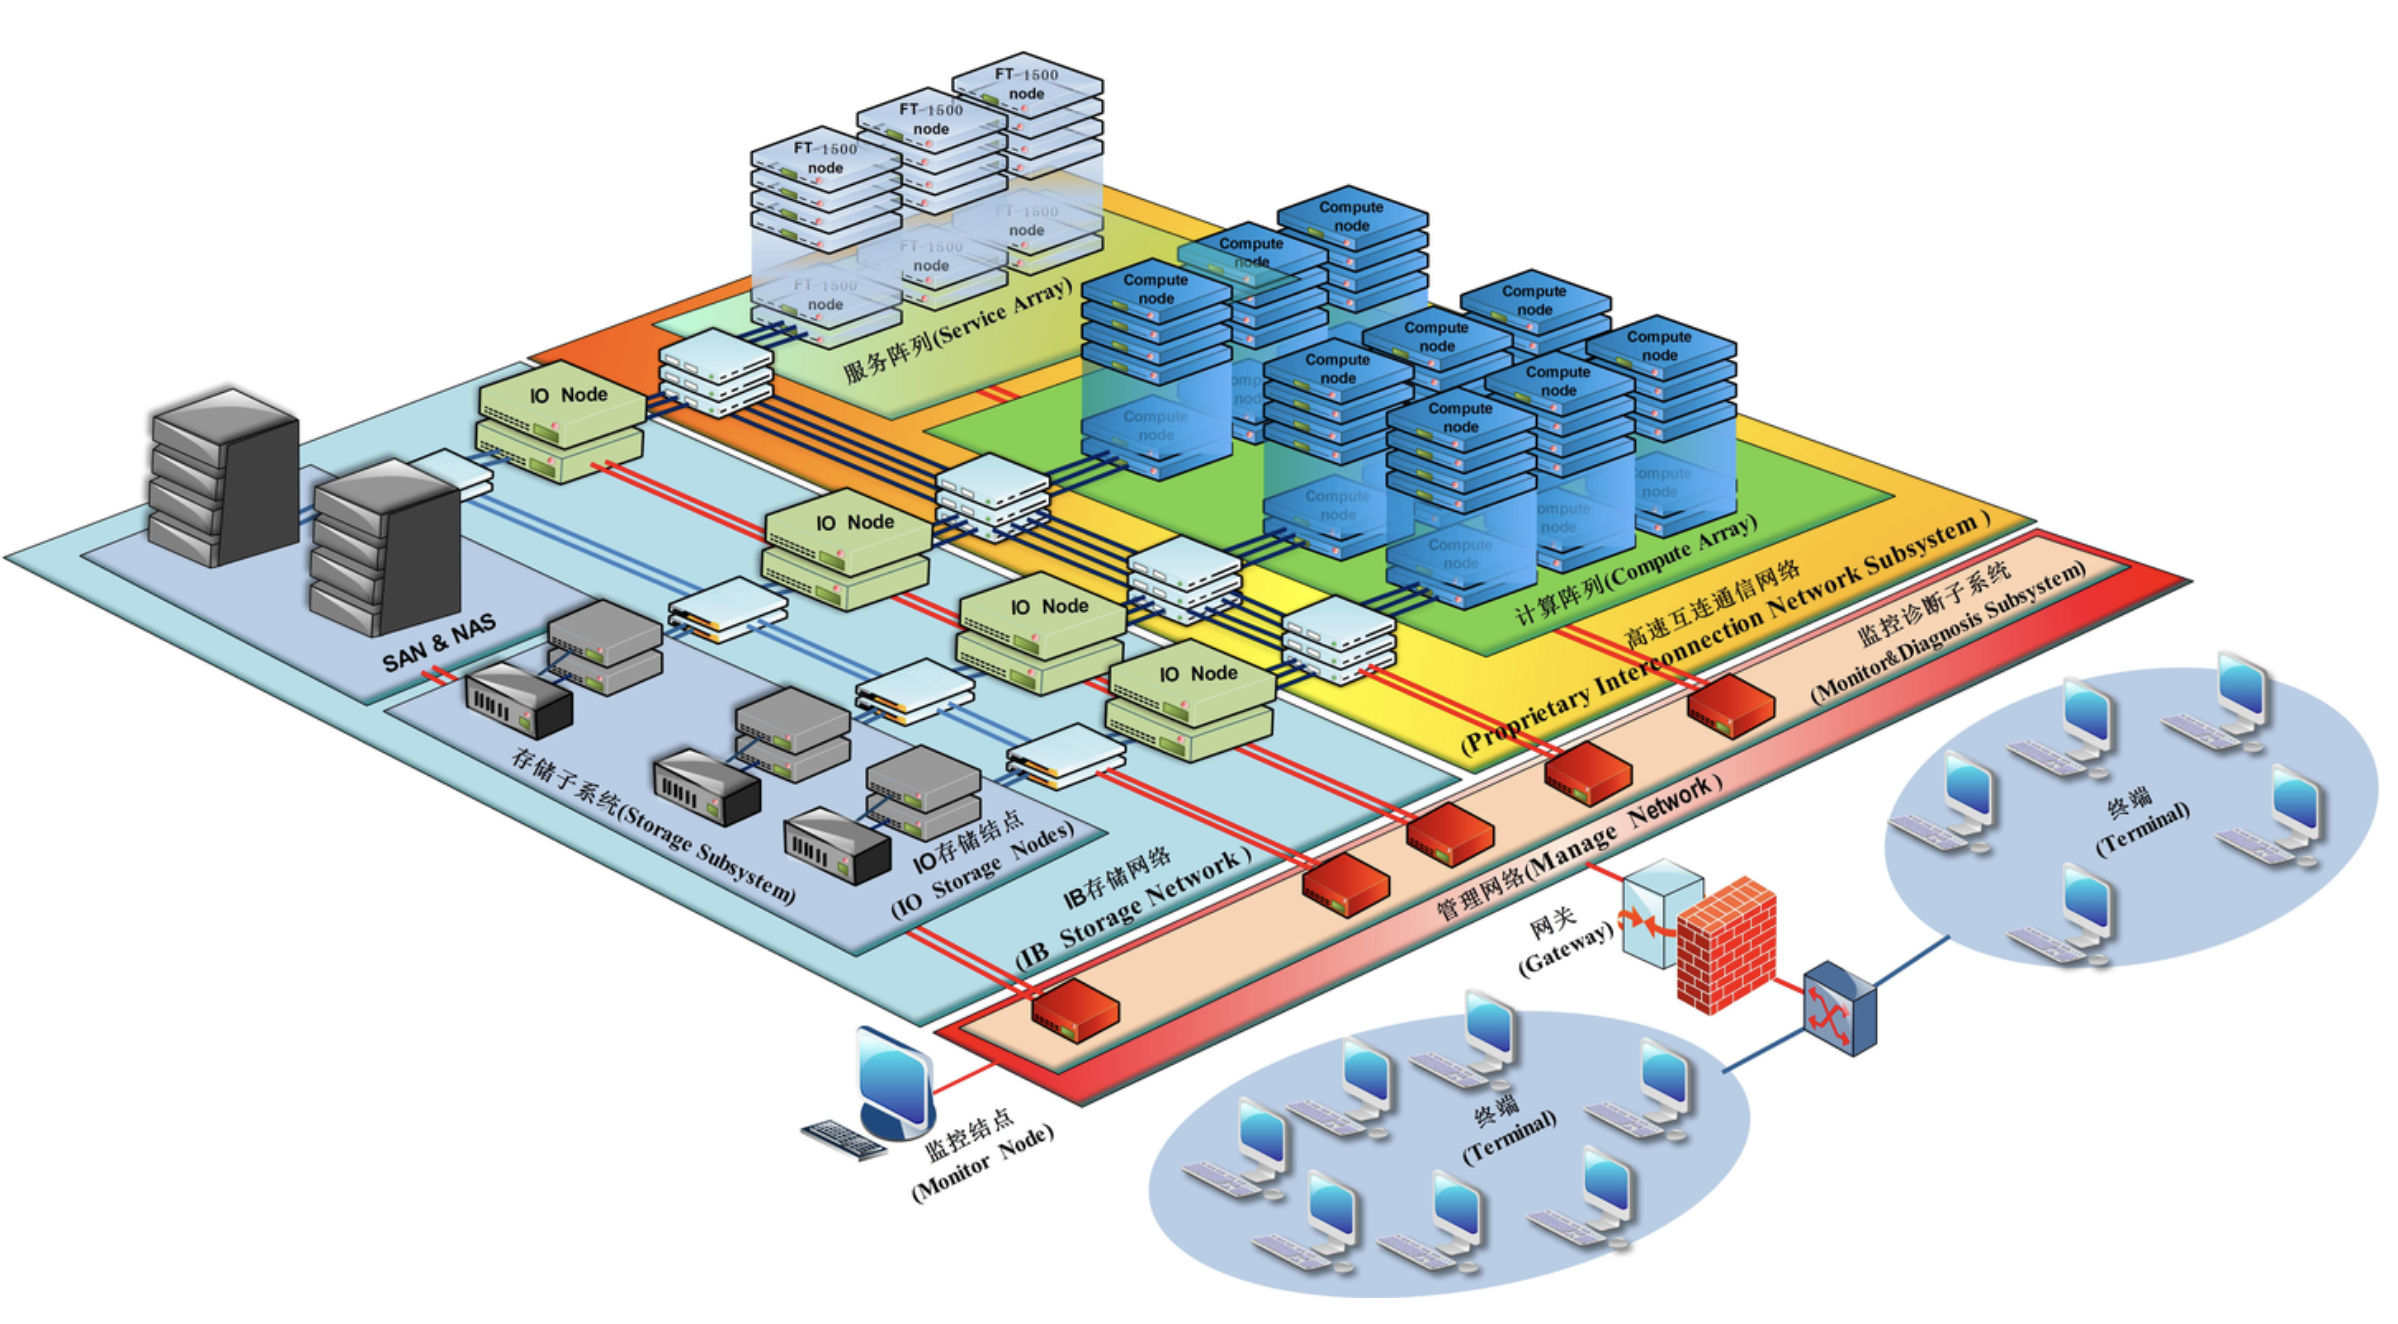 FT-1500
node
FT-1500
node
FT-1500
node
FT-1500
node
FT-1500
node
FT-1500
node
服务阵列(Service Array)
Compute
node
Compute
node
Compute
node
Compute
node
Compute
node
Compute
node
Compute
node
Compute
node
Compute
node
Compute
node
Compute
node
Compute
node
计算阵列(Compute Array)
高速互连通信网络
(Proprietary Interconnection Network Subsystem)
监控诊断子系统
(Monitor&Diagnosis Subsystem)
IO Node
IO Node
IO Node
IO Node
SAN & NAS
存储子系统(Storage Subsystem)
IO存储结点
(IO Storage Nodes)
IB存储网络
(IB Storage Network)
管理网络(Manage Network)
网关
(Gateway)
终端
(Terminal)
终端
(Terminal)
监控结点
(Monitor Node)